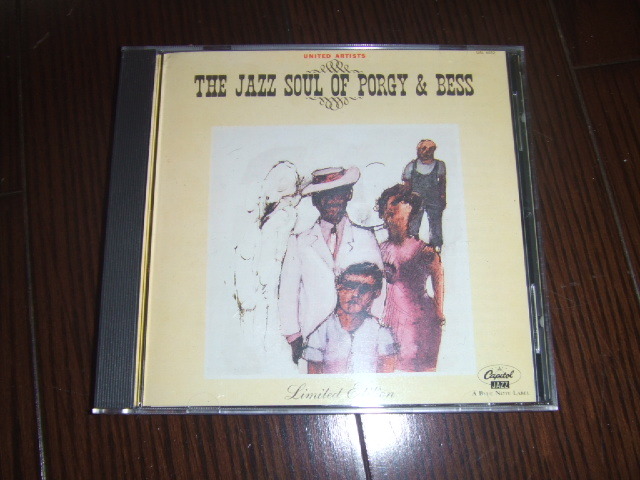 UNITED ARTISTS
THE JAZZ SOUL OF PORGY & BESS
Limited Edition
Capitol
JAZZ
A BLUE NOTE LABEL